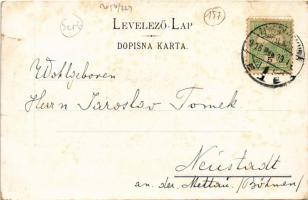 LEVELEZŐ-LAP
DOPISNA KARTA.
Wohlgeboren
Herrn Jaroslav Tomek
Neustadt
an der Mettau /Böhmen/